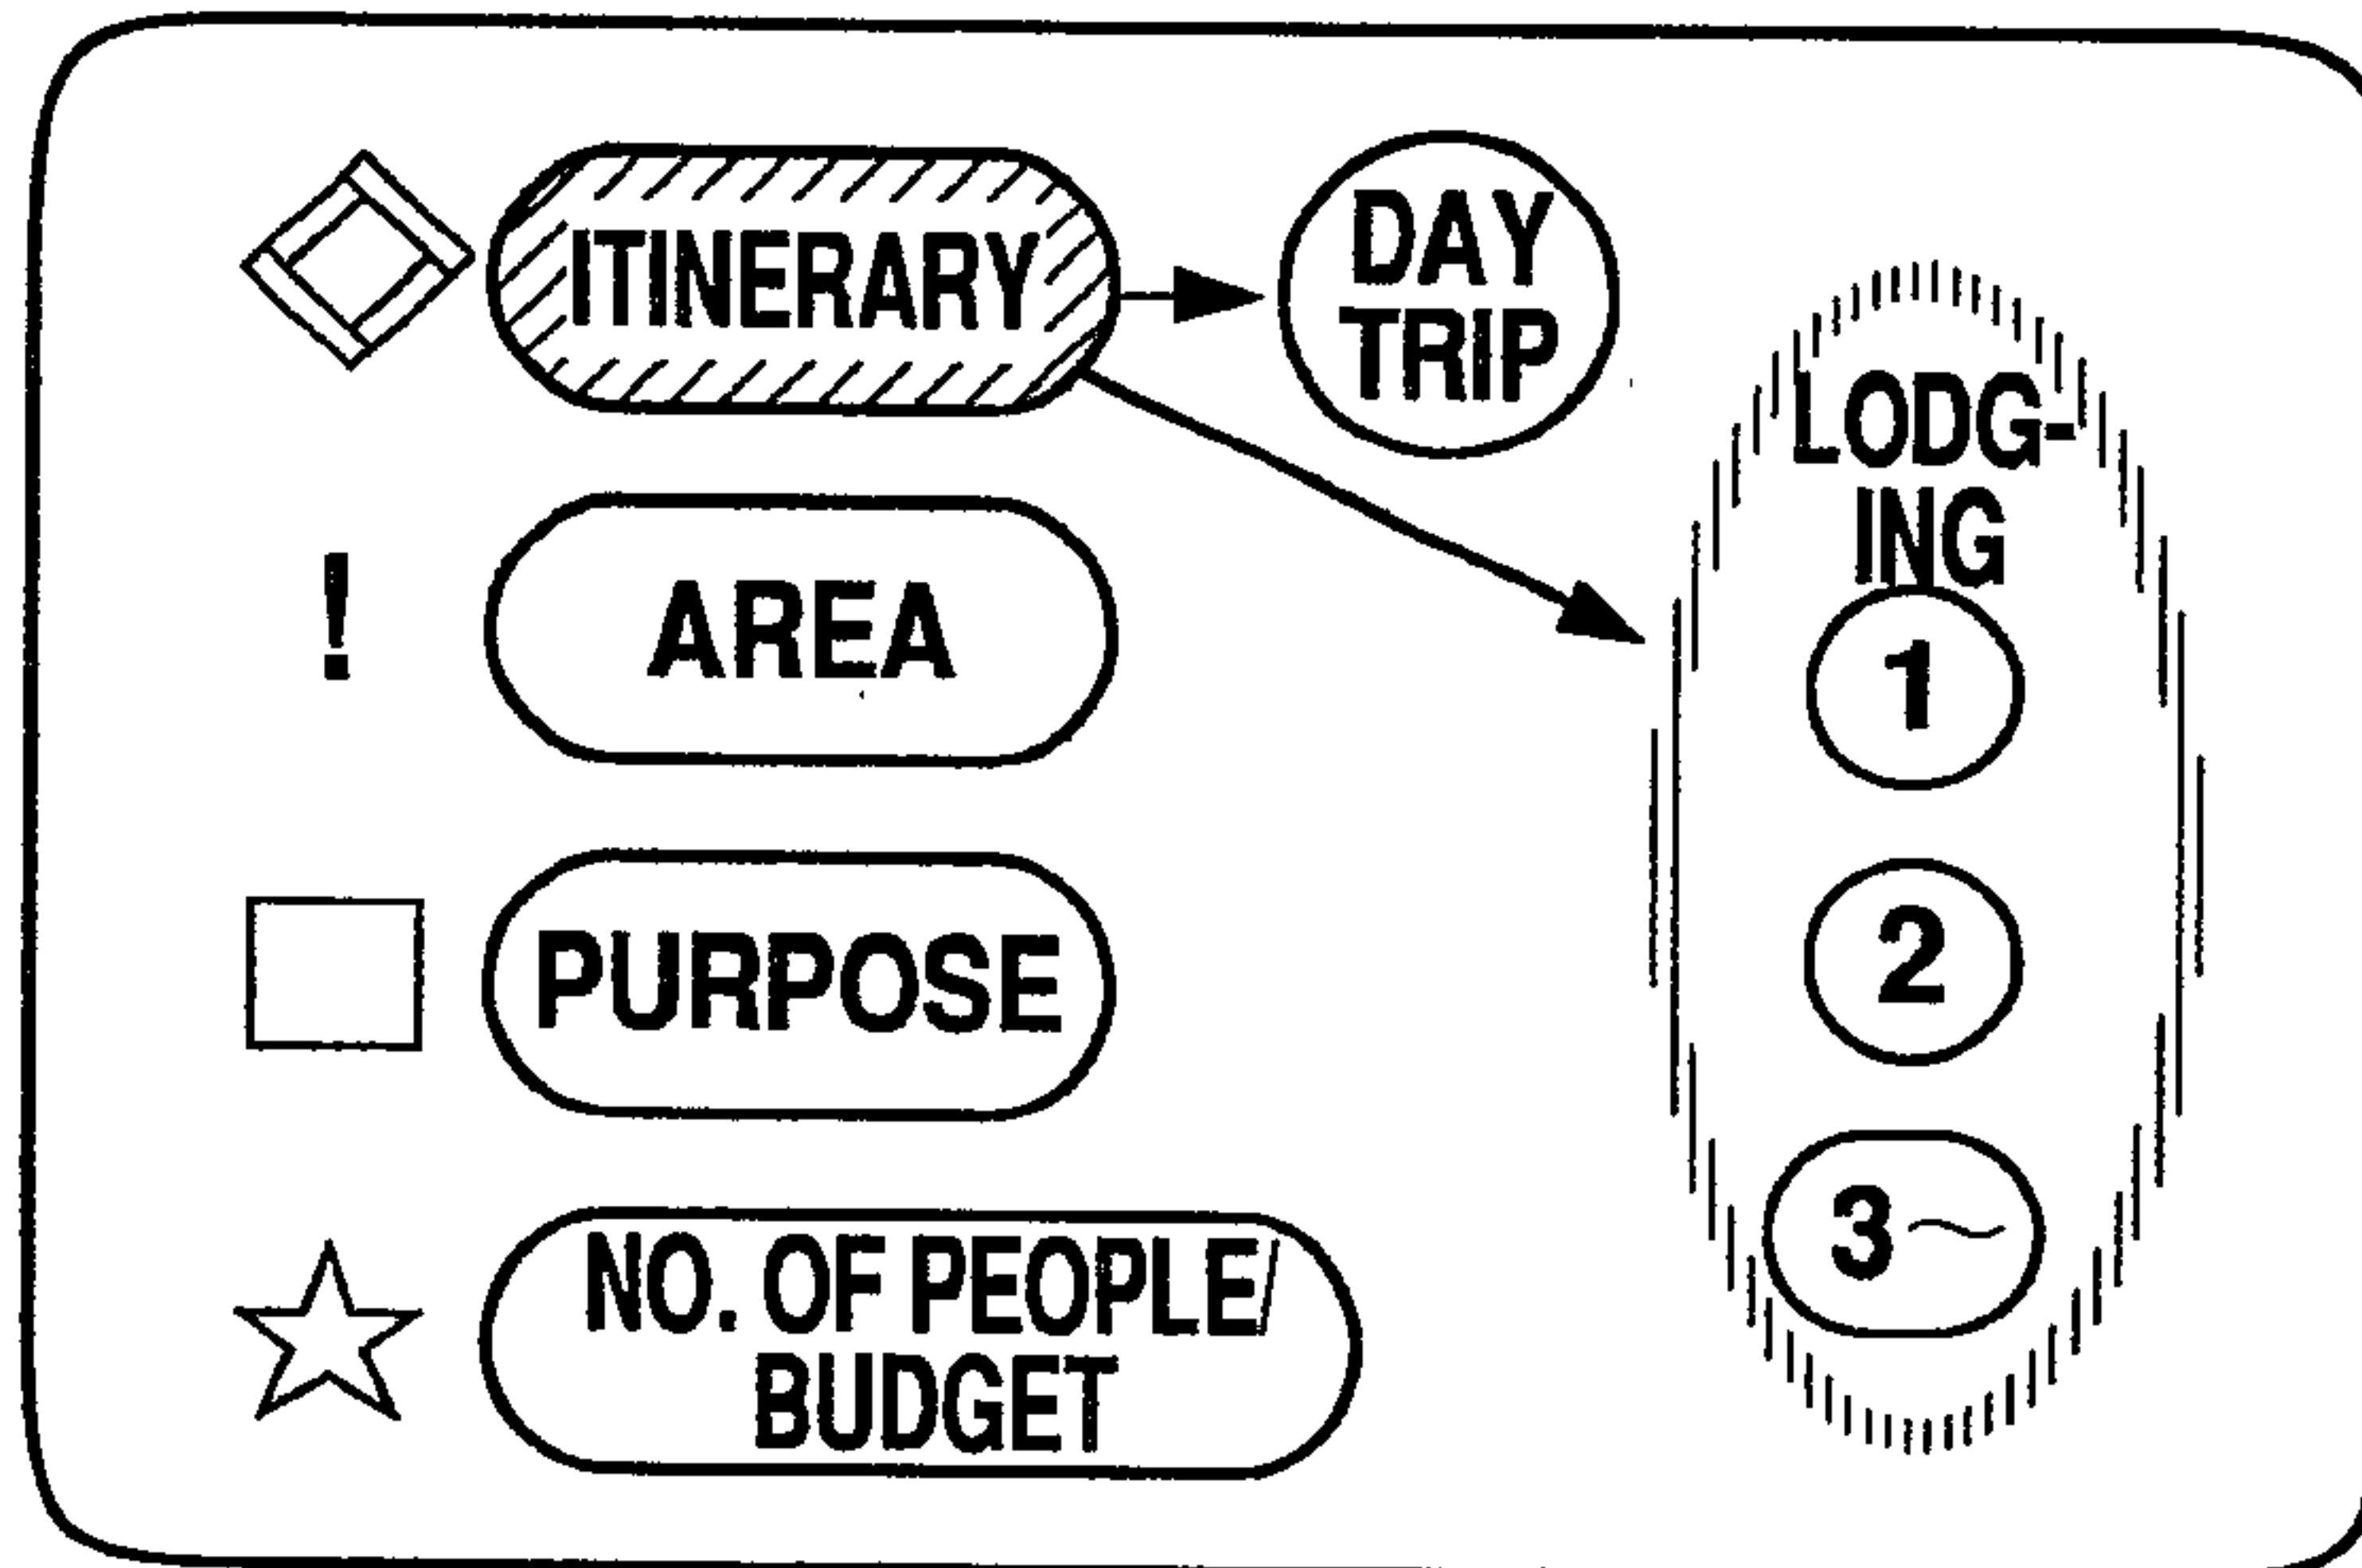 ITINERARY
DAY
TRIP
LODG-
ING
1
2
3~
!
AREA
PURPOSE
NO. OF PEOPLE/
BUDGET